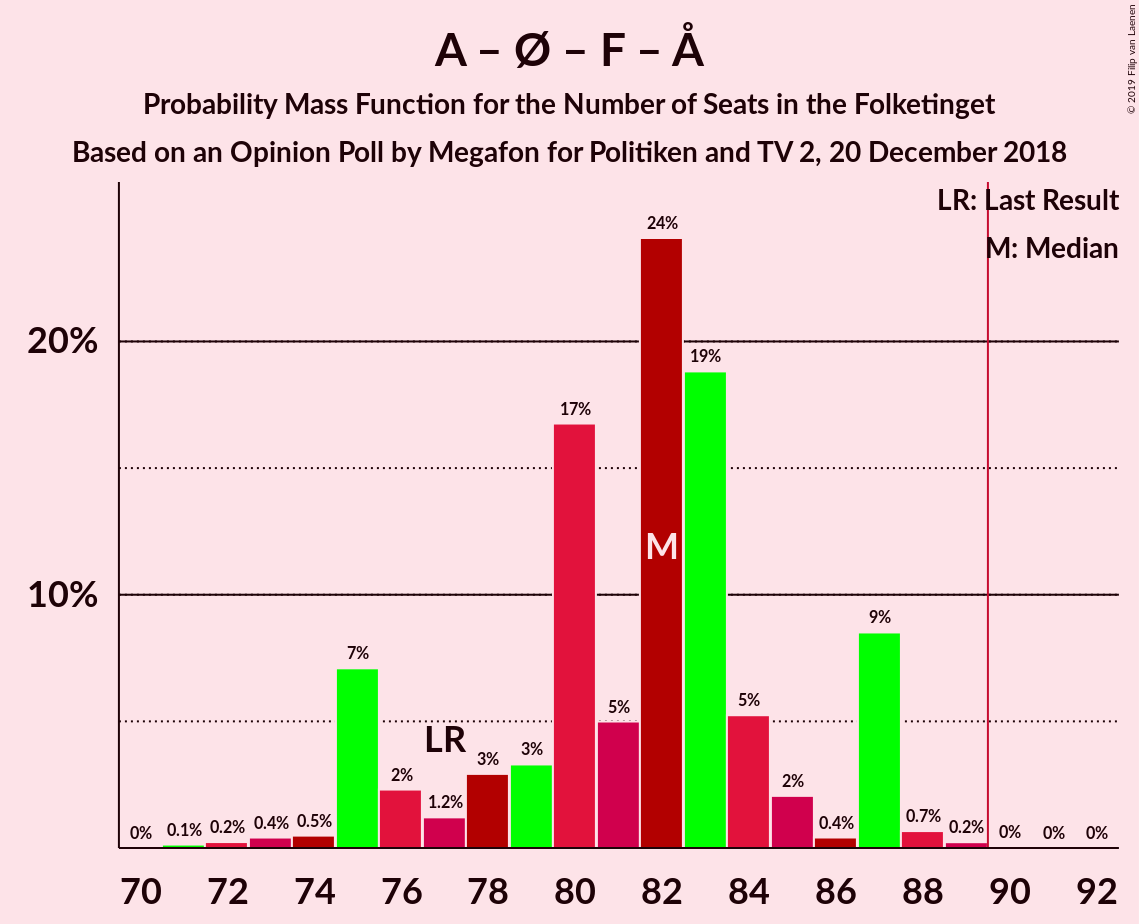 A – Ø – F – Å
Probability Mass Function for the Number of Seats in the Folketinget
Based on an Opinion Poll by Megafon for Politiken and TV 2, 20 December 2018
© 2019 Filip van Laenen
LR: Last Result
M: Median
20%
10%
0%
0.1%
0.2%
0.4%
0.5%
7%
2%
1.2%
LR
3%
3%
17%
5%
24%
M
19%
5%
2%
0.4%
9%
0.7%
0.2%
0%
0%
0%
70 72 74 76 78 80 82 84 86 88 90 92